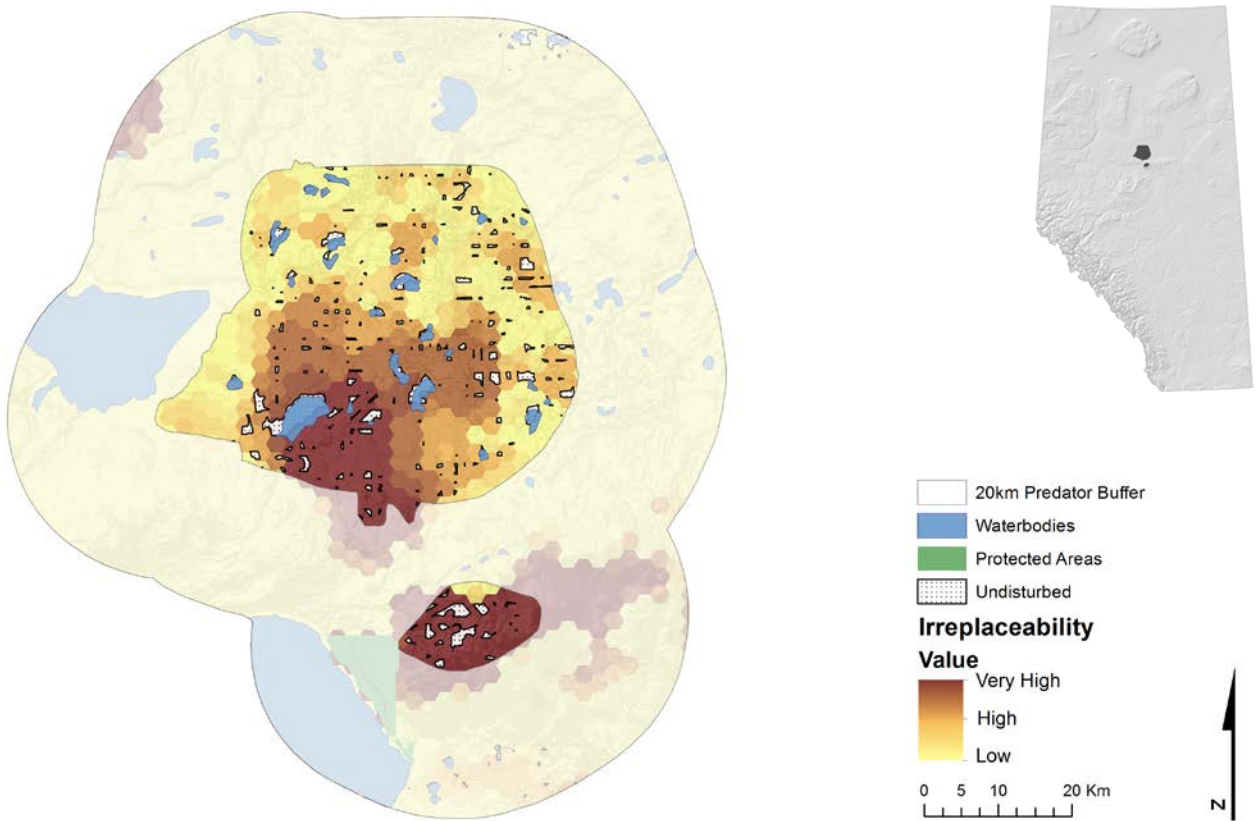 20km Predator Buffer
Waterbodies
Protected Areas
Undisturbed
Irreplaceability
Value
Very High
High
Low
0 5 10 20 Km
N